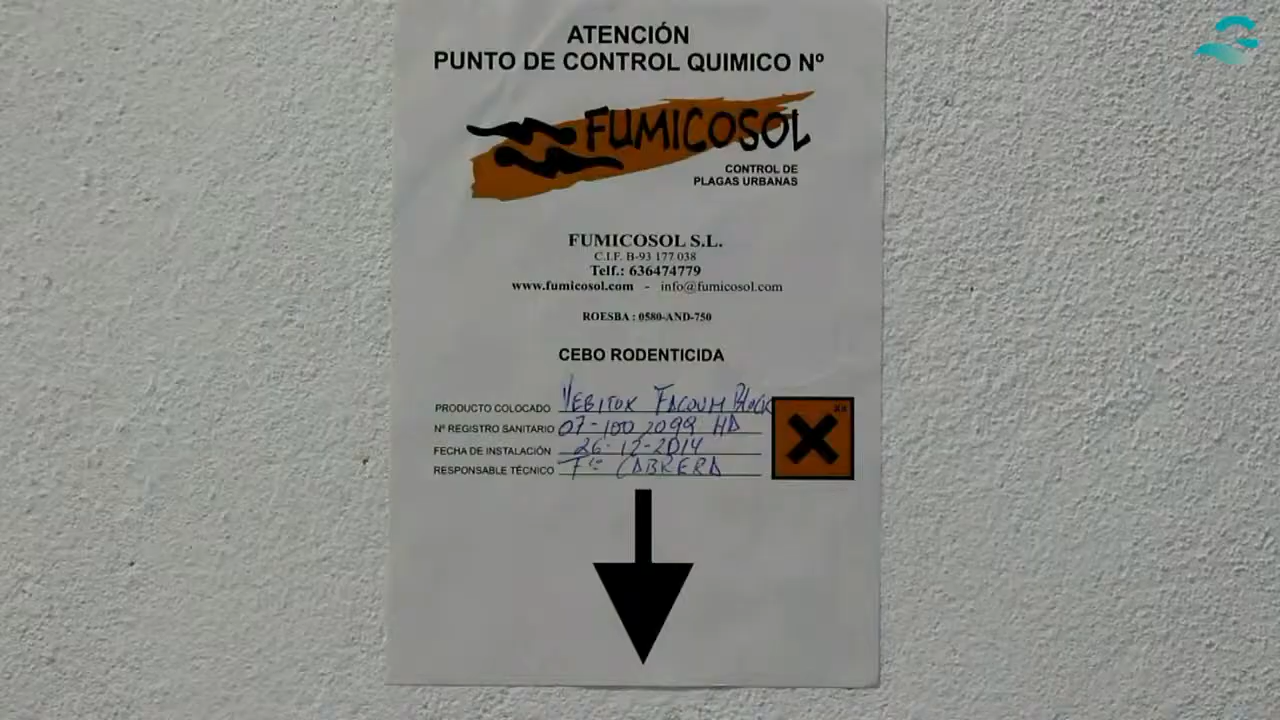 ATENCIÓN
PUNTO DE CONTROL QUIMICO Nº
FUMICOSOL
CONTROL DE
PLAGAS URBANAS
FUMICOSOL S.L.
C.I.F. B-93 177 038
Telf.: 636474779
www.fumicosol.com - info@fumicosol.com
ROESBA : 0580-AND-750
CEBO RODENTICIDA
PRODUCTO COLOCADO VEBITOX FACOUM BLOCK
Nº REGISTRO SANITARIO 07-100 2099 HA
FECHA DE INSTALACIÓN 26-12-2014
RESPONSABLE TÉCNICO CABRERA